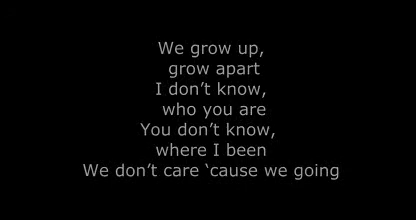 We grow up,
grow apart
I don’t know,
who you are
You don’t know,
where I been
We don’t care ‘cause we going